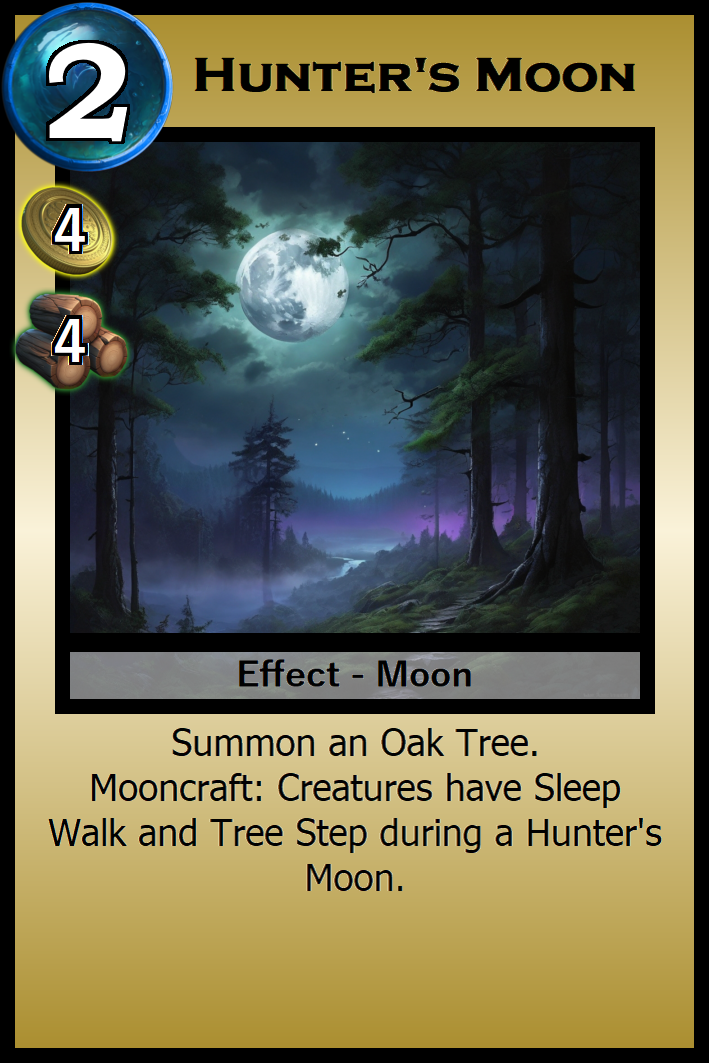 2
Hunter's Moon
4
4
Effect - Moon
Summon an Oak Tree.
Mooncraft: Creatures have Sleep
Walk and Tree Step during a Hunter's
Moon.